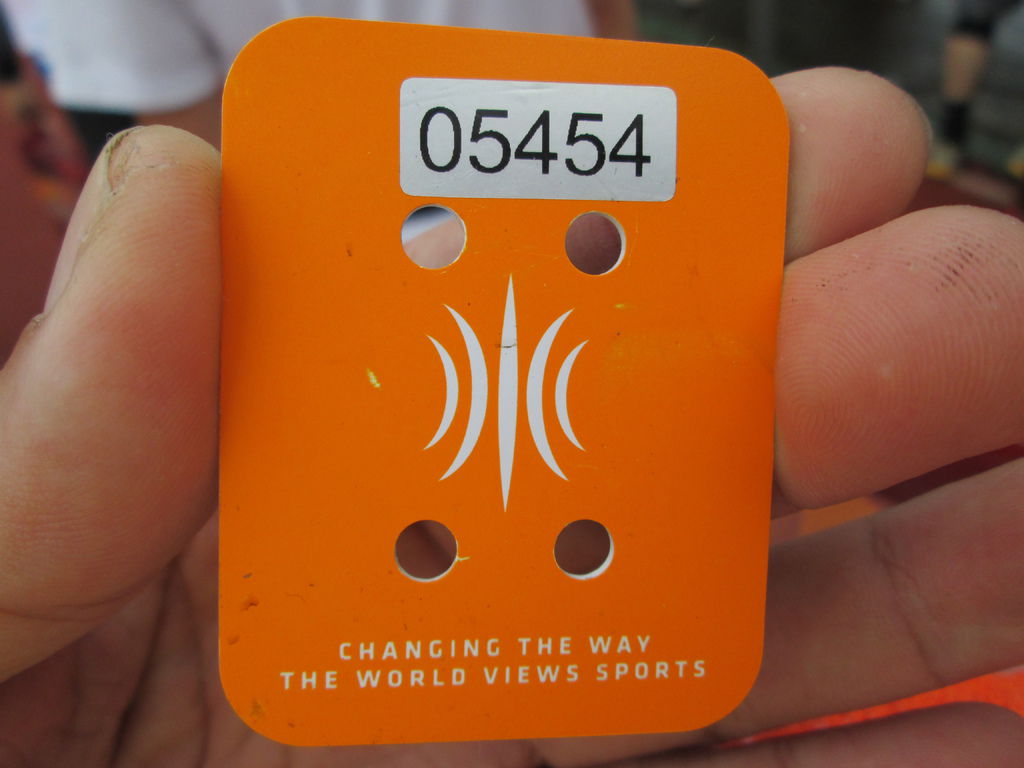 05454
CHANGING THE WAY
THE WORLD VIEWS SPORTS